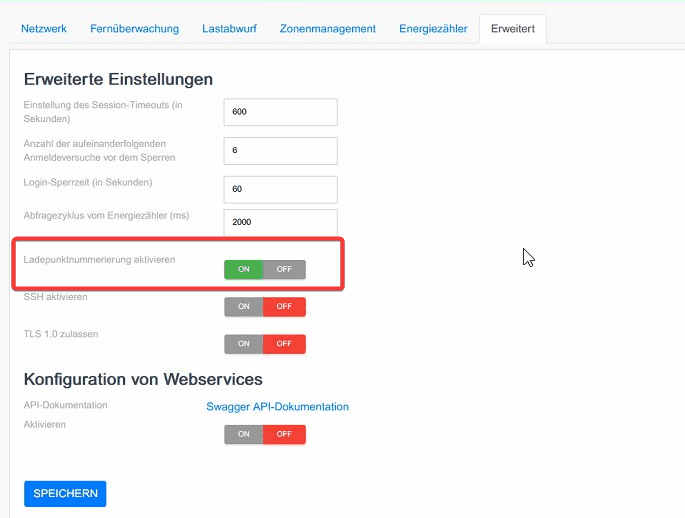 Netzwerk Fernüberwachung Lastabwurf Zonenmanagement Energiezähler Erweitert
Erweiterte Einstellungen
Einstellung des Session-Timeouts (in
Sekunden)
600
Anzahl der aufeinanderfolgenden
Anmeldeversuche vor dem Sperren
6
Login-Sperrzeit (in Sekunden)
60
Abfragezyklus vom Energiezähler (ms)
2000
Ladepunktnummerierung aktivieren
ON OFF
SSH aktivieren
ON OFF
TLS 1.0 zulassen
ON OFF
Konfiguration von Webservices
API-Dokumentation
Swagger API-Dokumentation
Aktivieren
ON OFF
SPEICHERN